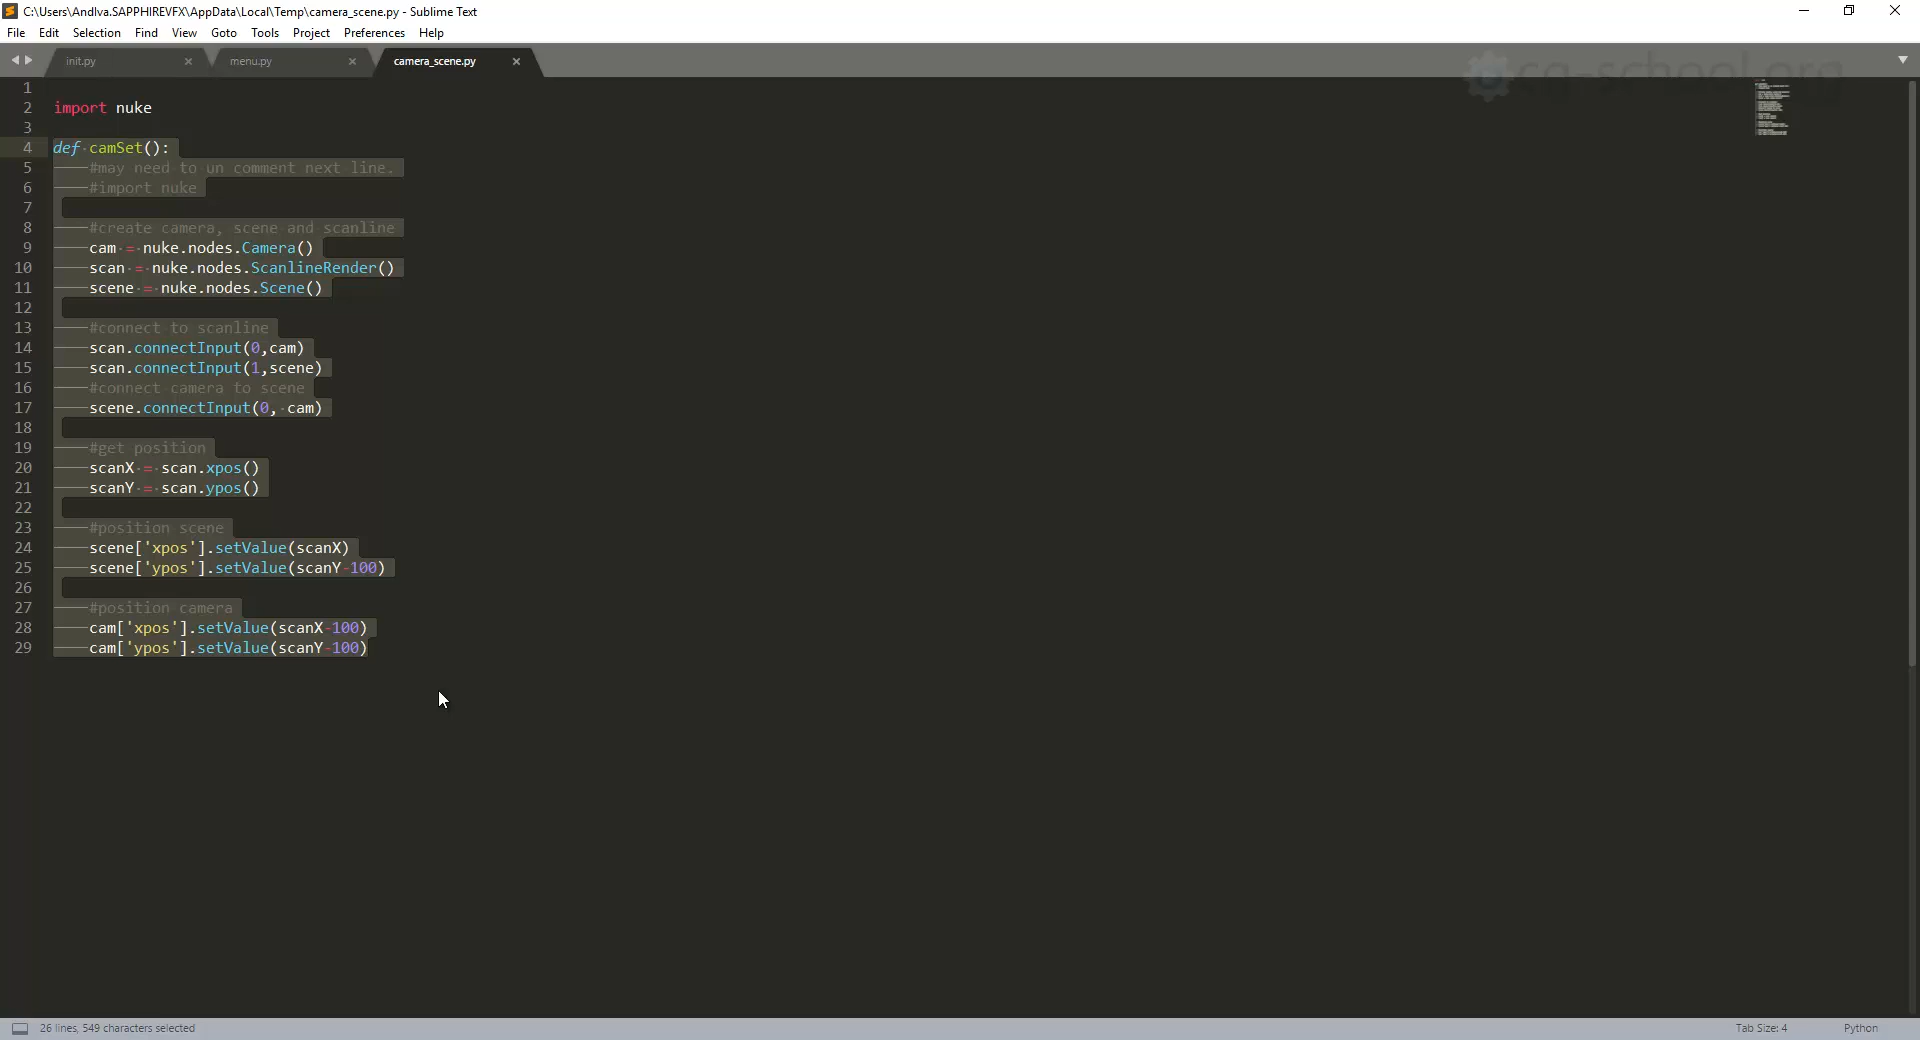 C:\Users\Andlva.SAPPHIREVFX\AppData\Local\Temp\camera_scene.py - Sublime Text
File Edit Selection Find View Goto Tools Project Preferences Help
init.py menu.py camera_scene.py
cg-school.org
1
2 import nuke
3
4 def camSet():
5 #may need to un comment next line.
6 #import nuke
7
8 #create camera, scene and scanline
9 cam = nuke.nodes.Camera()
10 scan = nuke.nodes.ScanlineRender()
11 scene = nuke.nodes.Scene()
12
13 #connect to scanline
14 scan.connectInput(0,cam)
15 scan.connectInput(1,scene)
16 #connect camera to scene
17 scene.connectInput(0, cam)
18
19 #get position
20 scanX = scan.xpos()
21 scanY = scan.ypos()
22
23 #position scene
24 scene['xpos'].setValue(scanX)
25 scene['ypos'].setValue(scanY-100)
26
27 #position camera
28 cam['xpos'].setValue(scanX-100)
29 cam['ypos'].setValue(scanY-100)
26 lines, 549 characters selected Tab Size: 4 Python